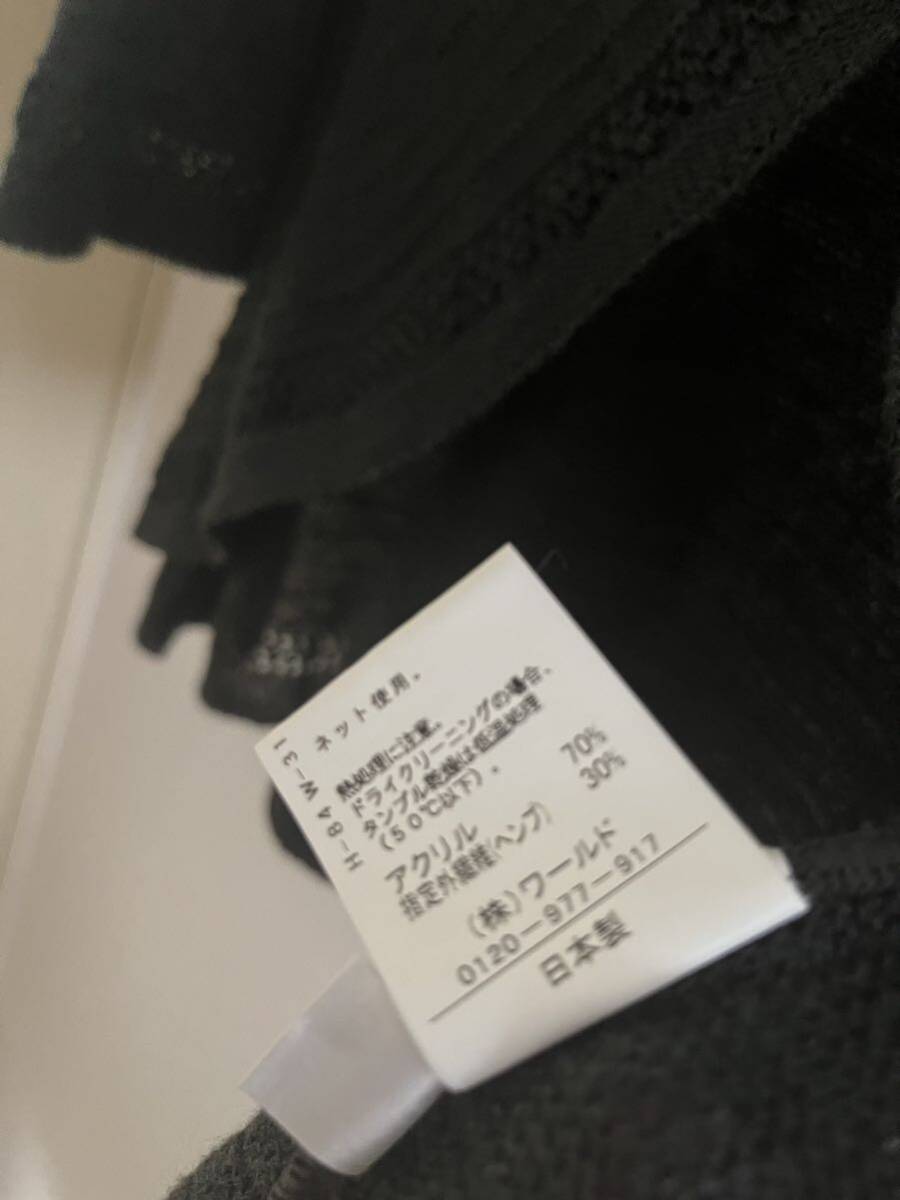 ネット使用。
熱処理に注意。
ドライクリーニングの場合、
タンブル乾燥は低温処理
(50℃以下)。
アクリル 70%
指定外繊維(ヘンプ) 30%
(株)ワールド
0120-977-917
日本製
H-84 W-31